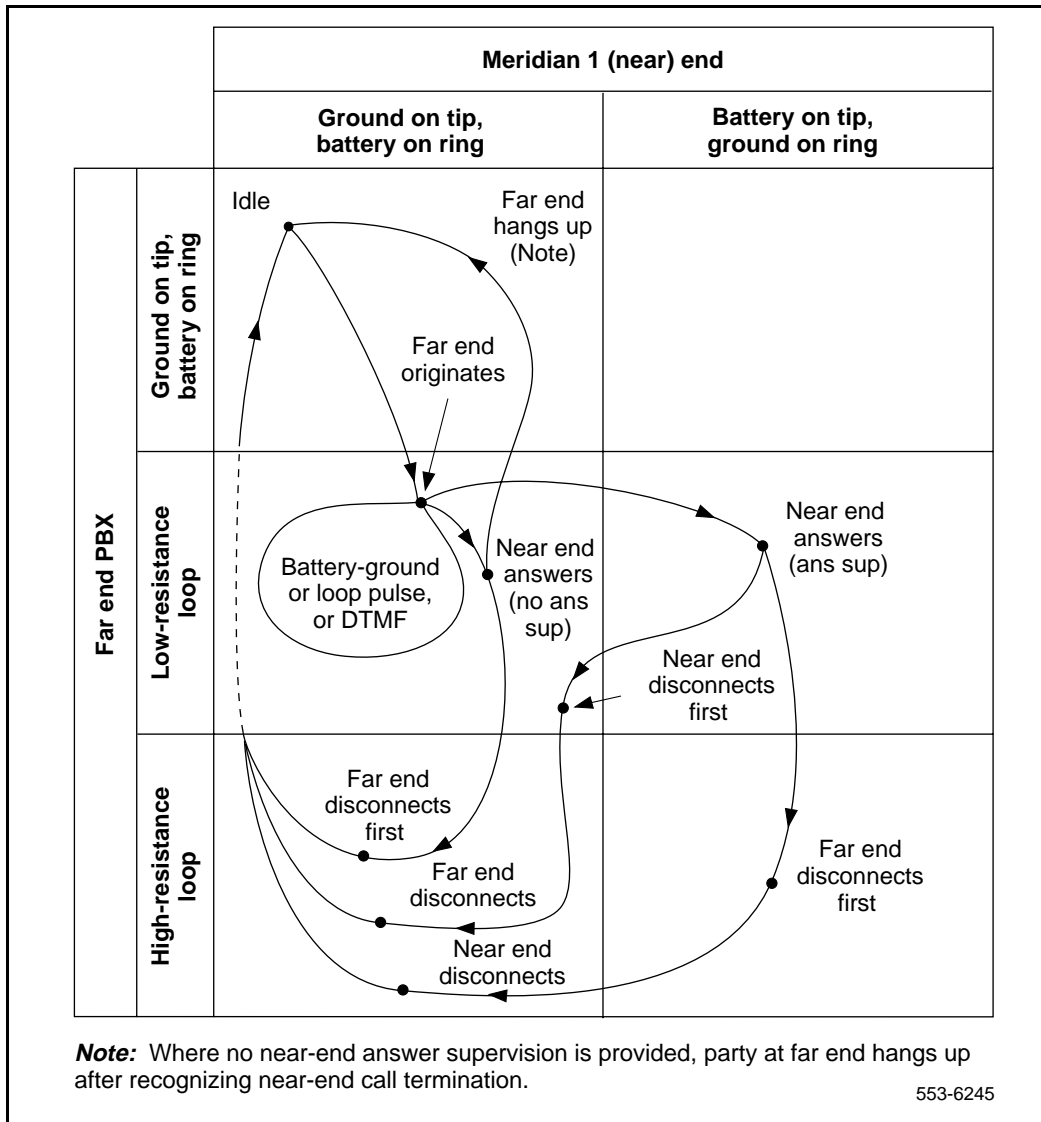 Meridian 1 (near) end
Ground on tip,
battery on ring
Battery on tip,
ground on ring
Far end PBX
Ground on tip,
battery on ring
Idle
Far end
hangs up
(Note)
Far end
originates
Low-resistance
loop
Battery-ground
or loop pulse,
or DTMF
Near end
answers
(no ans
sup)
Near end
answers
(ans sup)
Near end
disconnects
first
High-resistance
loop
Far end
disconnects
first
Far end
disconnects
Near end
disconnects
Far end
disconnects
first
Note: Where no near-end answer supervision is provided, party at far end hangs up
after recognizing near-end call termination.
553-6245